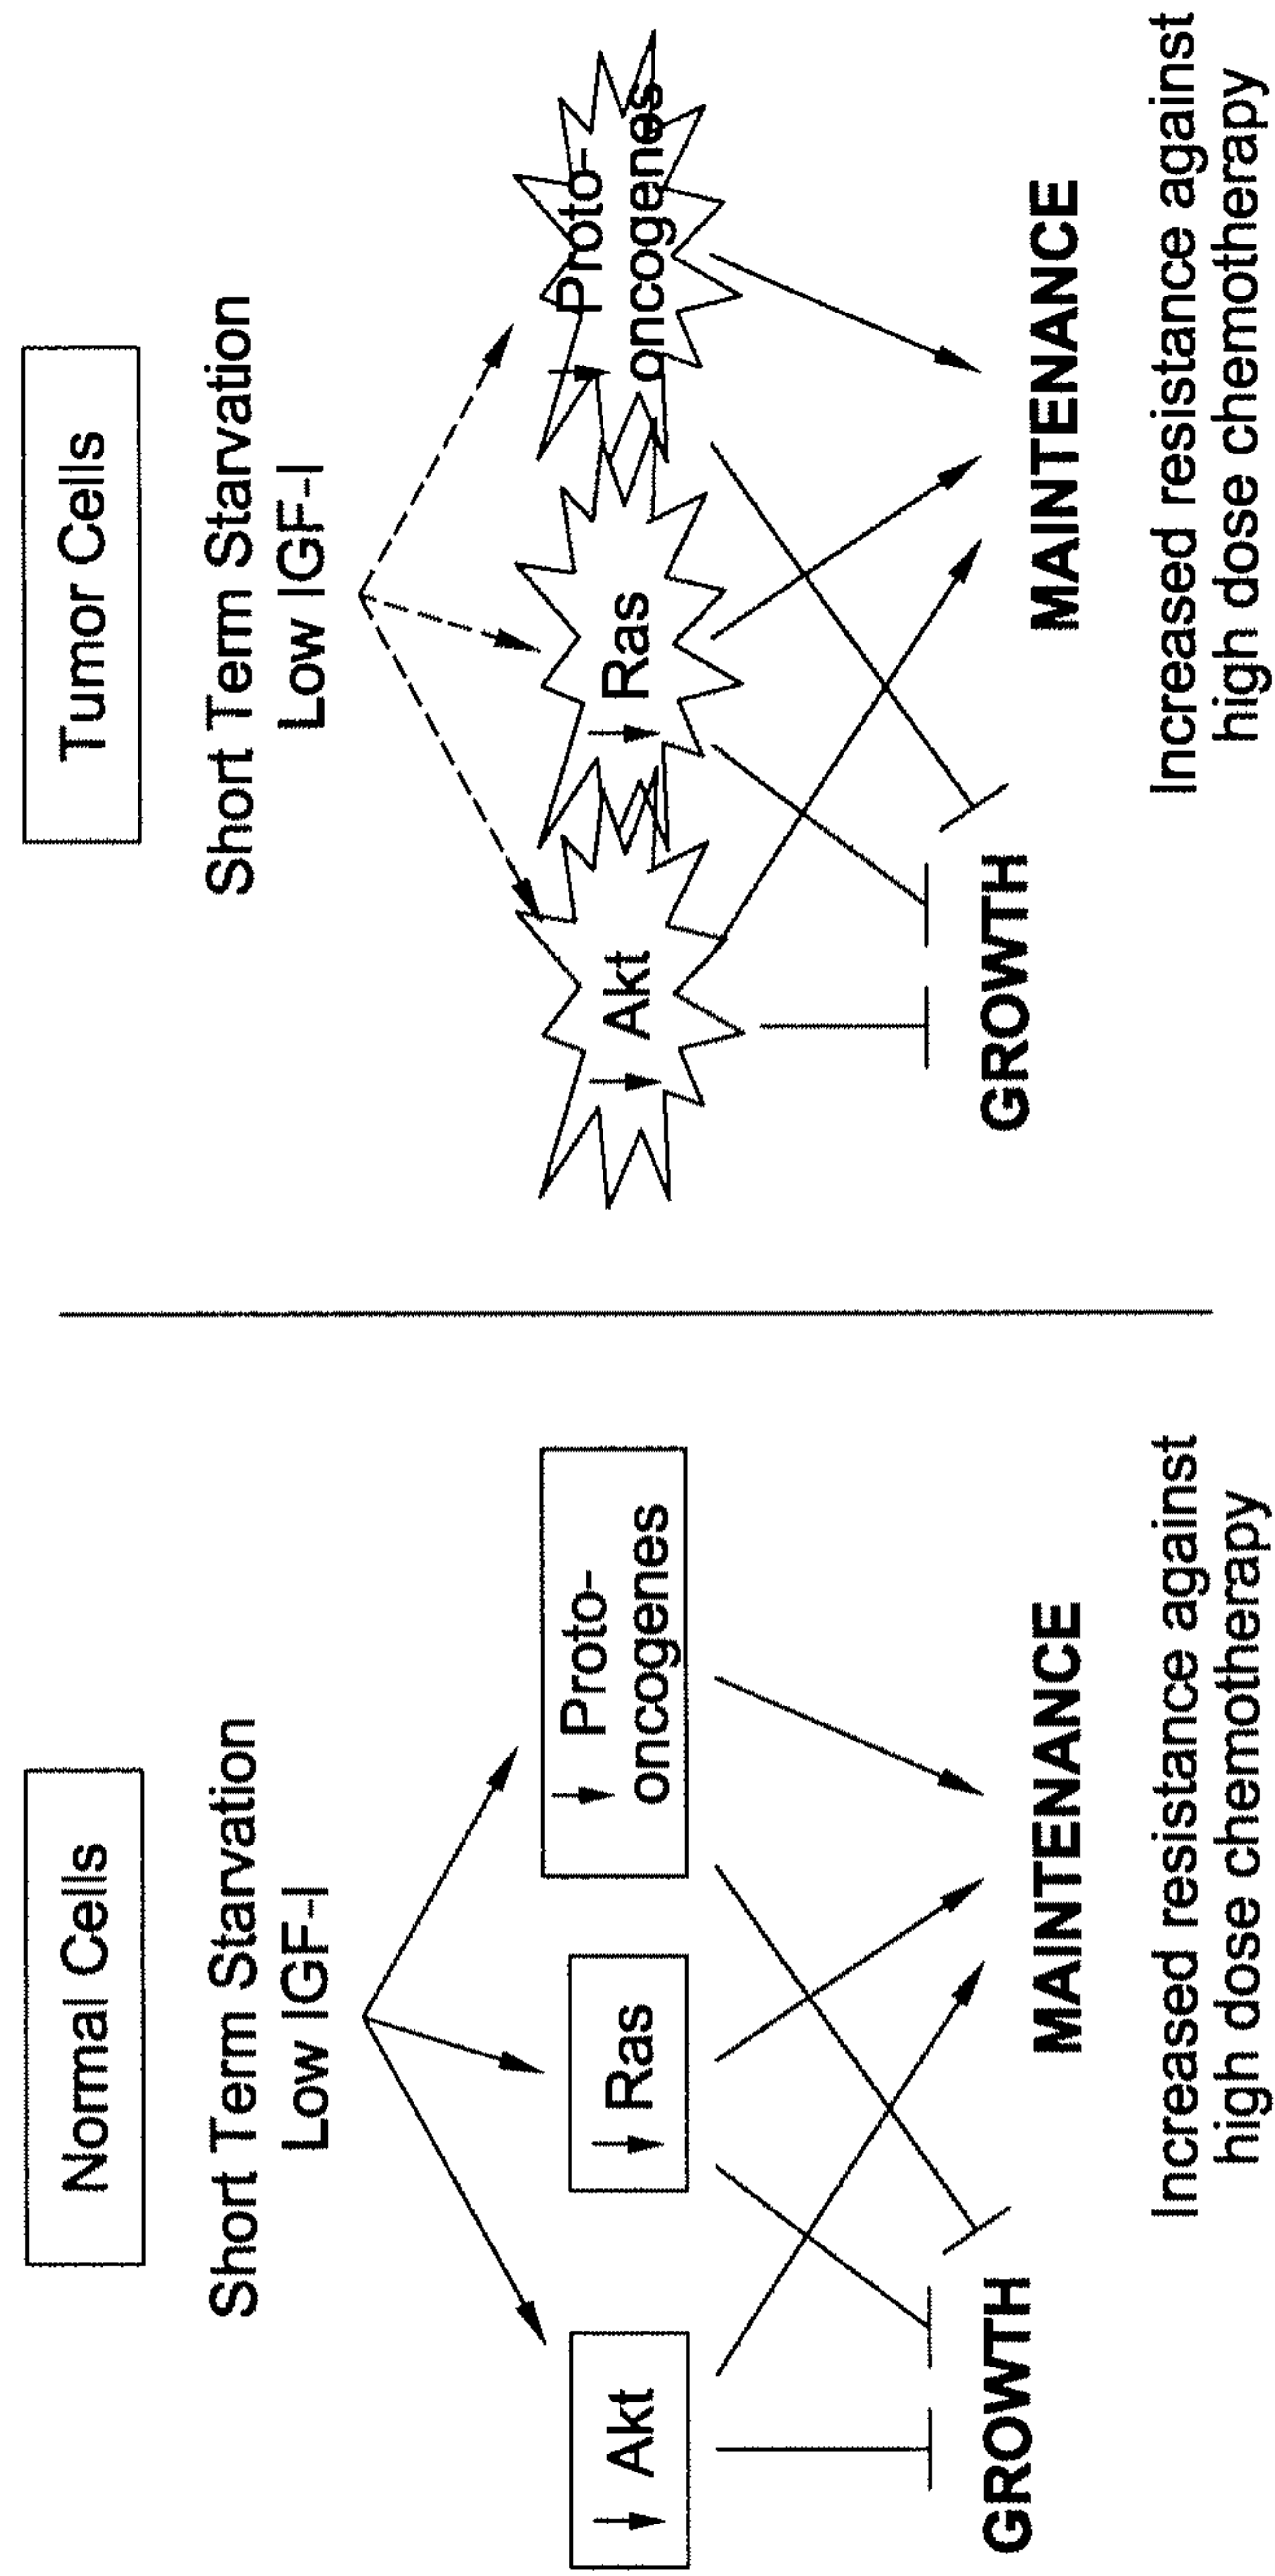 Normal Cells
Short Term Starvation
Low IGF-I
↓ Akt
↓ Ras
↓ Proto-
oncogenes
GROWTH
MAINTENANCE
Increased resistance against
high dose chemotherapy
Tumor Cells
Short Term Starvation
Low IGF-I
↓ Akt
↓ Ras
↓ Proto-
oncogenes
GROWTH
MAINTENANCE
Increased resistance against
high dose chemotherapy